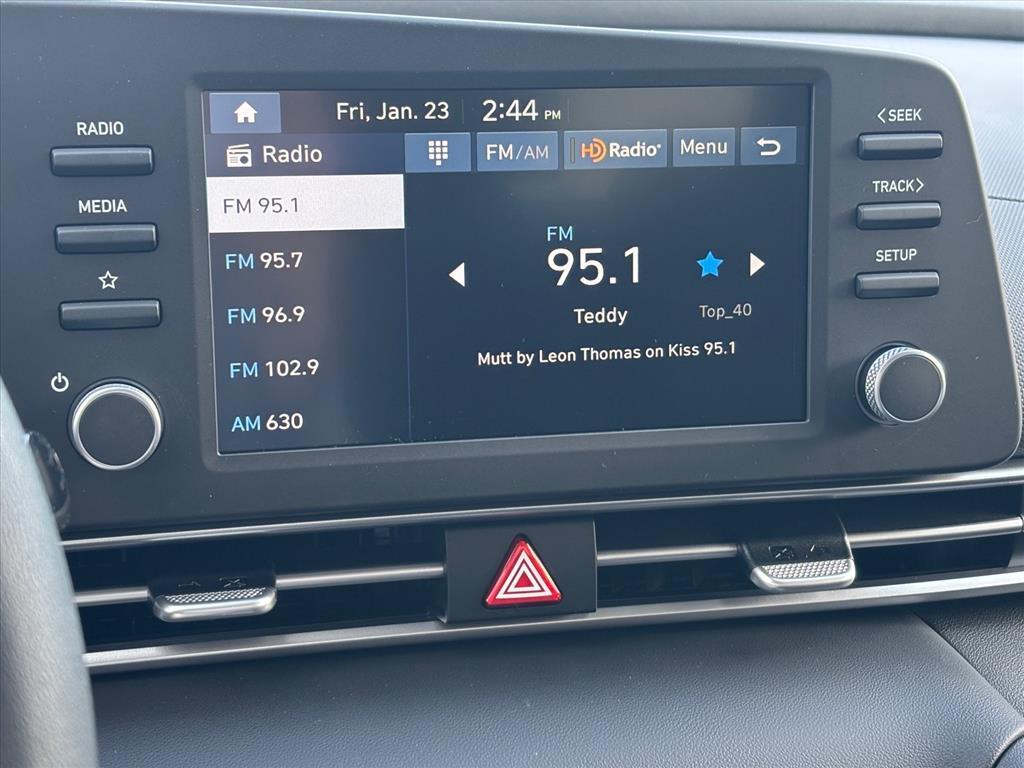 RADIO
MEDIA
Fri, Jan. 23 2:44 PM
Radio
FM/AM
HD Radio
Menu
FM 95.1
FM 95.7
FM 96.9
FM 102.9
AM 630
FM
95.1
Teddy
Top_40
Mutt by Leon Thomas on Kiss 95.1
<SEEK
TRACK>
SETUP